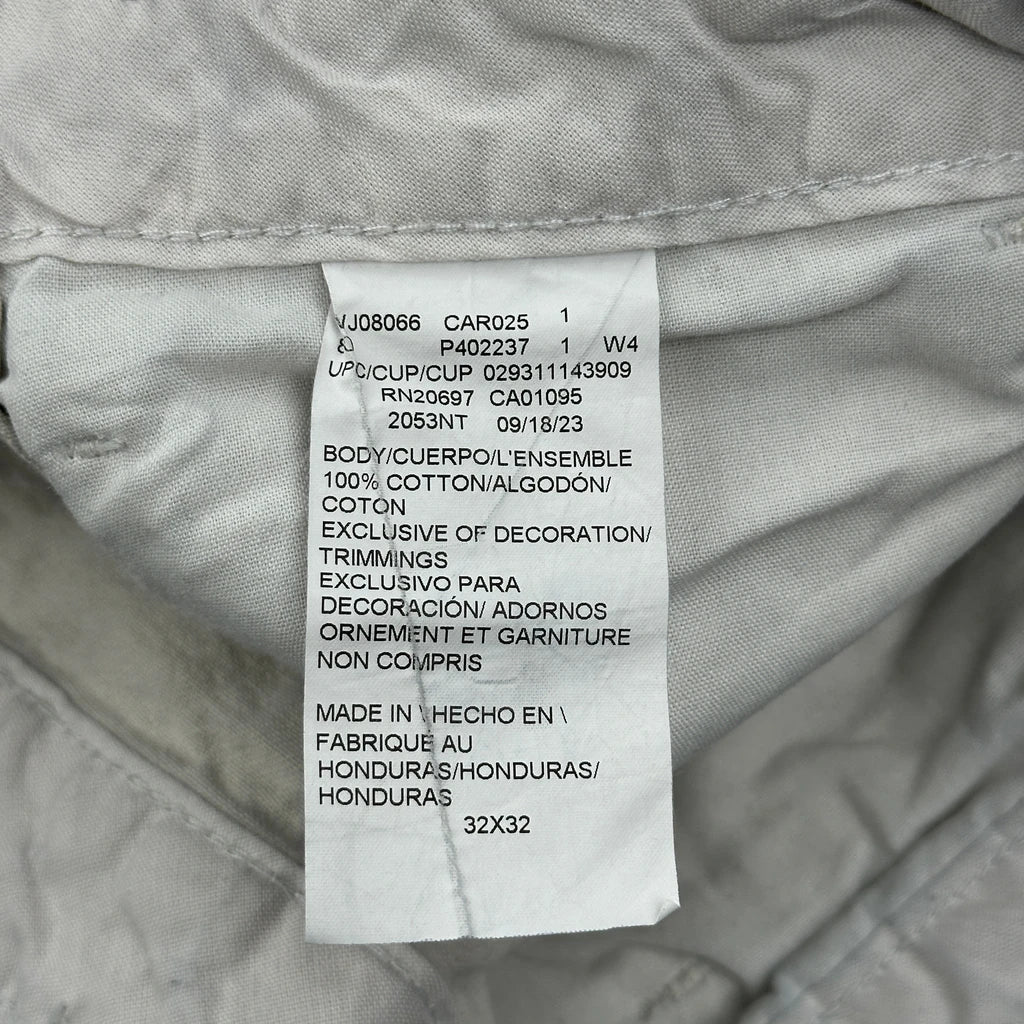 VJ08066 CAR025 1
P402237 1 W4
UPC/CUP/CUP 029311143909
RN20697 CA01095
2053NT 09/18/23
BODY/CUERPO/L'ENSEMBLE
100% COTTON/ALGODÓN/
COTON
EXCLUSIVE OF DECORATION/
TRIMMINGS
EXCLUSIVO PARA
DECORACIÓN/ ADORNOS
ORNEMENT ET GARNITURE
NON COMPRIS
MADE IN \ HECHO EN \
FABRIQUE AU
HONDURAS/HONDURAS/
HONDURAS
32X32